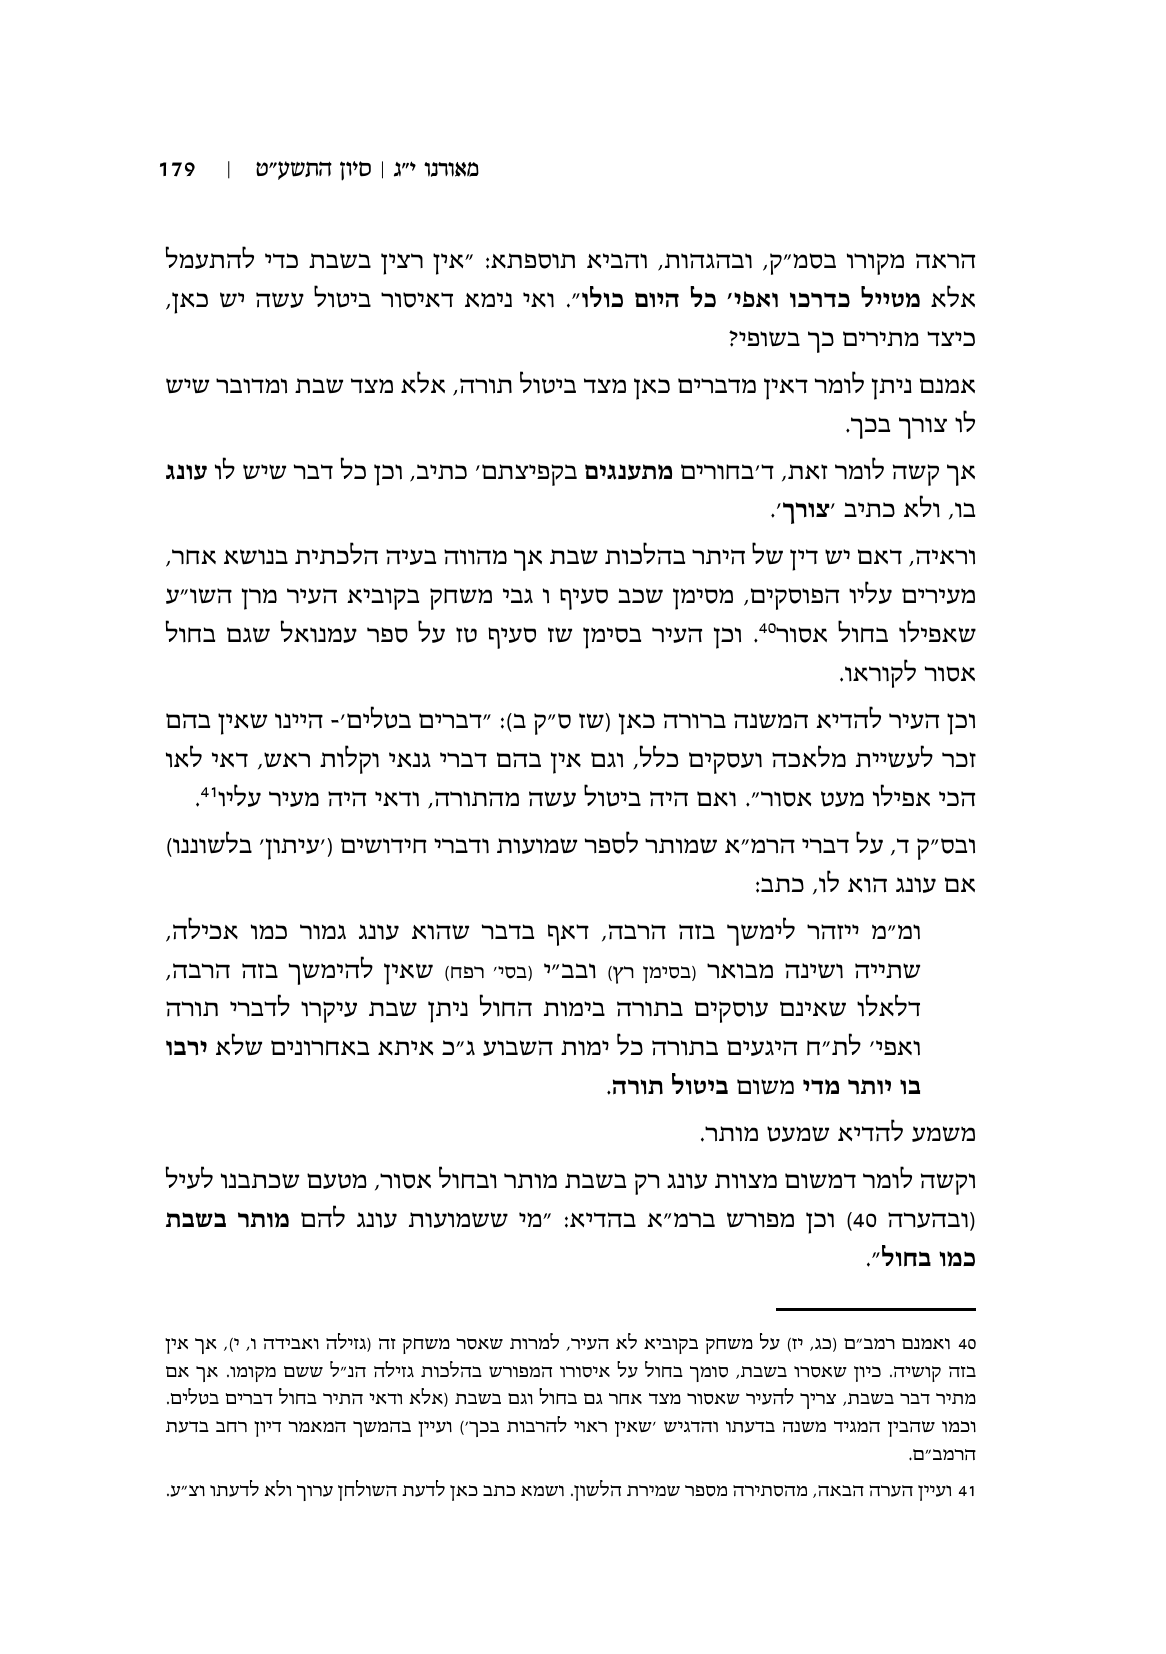 מאורנו י״ג | סיון התשע״ט | 179
הראה מקורו בסמ״ק, ובהגהות, והביא תוספתא: ״אין רצין בשבת כדי להתעמל
אלא מטייל כדרכו ואפי׳ כל היום כולו״. ואי נימא דאיסור ביטול עשה יש כאן,
כיצד מתירים כך בשופי?
אמנם ניתן לומר דאין מדברים כאן מצד ביטול תורה, אלא מצד שבת ומדובר שיש
לו צורך בכך.
אך קשה לומר זאת, ד׳בחורים מתענגים בקפיצתם׳ כתיב, וכן כל דבר שיש לו עונג
בו, ולא כתיב ׳צורך׳.
וראיה, דאם יש דין של היתר בהלכות שבת אך מהווה בעיה הלכתית בנושא אחר,
מעירים עליו הפוסקים, מסימן שכב סעיף ו גבי משחק בקוביא העיר מרן השו״ע
שאפילו בחול אסור40. וכן העיר בסימן שז סעיף טז על ספר עמנואל שגם בחול
אסור לקוראו.
וכן העיר להדיא המשנה ברורה כאן (שז ס״ק ב): ״דברים בטלים׳- היינו שאין בהם
זכר לעשיית מלאכה ועסקים כלל, וגם אין בהם דברי גנאי וקלות ראש, דאי לאו
הכי אפילו מעט אסור״. ואם היה ביטול עשה מהתורה, ודאי היה מעיר עליו41.
ובס״ק ד, על דברי הרמ״א שמותר לספר שמועות ודברי חידושים (׳עיתון׳ בלשוננו)
אם עונג הוא לו, כתב:
ומ״מ ייזהר לימשך בזה הרבה, דאף בדבר שהוא עונג גמור כמו אכילה,
שתייה ושינה מבואר (בסימן רץ) ובב״י (בסי׳ רפח) שאין להימשך בזה הרבה,
דלאלו שאינם עוסקים בתורה בימות החול ניתן שבת עיקרו לדברי תורה
ואפי׳ לת״ח היגעים בתורה כל ימות השבוע ג״כ איתא באחרונים שלא ירבו
בו יותר מדי משום ביטול תורה.
משמע להדיא שמעט מותר.
וקשה לומר דמשום מצוות עונג רק בשבת מותר ובחול אסור, מטעם שכתבנו לעיל
(ובהערה 40) וכן מפורש ברמ״א בהדיא: ״מי ששמועות עונג להם מותר בשבת
כמו בחול״.
40 ואמנם רמב״ם (כג, יז) על משחק בקוביא לא העיר, למרות שאסר משחק זה (גזילה ואבידה ו, י), אך אין
בזה קושיה. כיון שאסרו בשבת, סומך בחול על איסורו המפורש בהלכות גזילה הנ״ל ששם מקומו. אך אם
מתיר דבר בשבת, צריך להעיר שאסור מצד אחר גם בחול וגם בשבת (אלא ודאי התיר בחול דברים בטלים.
וכמו שהבין המגיד משנה בדעתו והדגיש ׳שאין ראוי להרבות בכך׳) ועיין בהמשך המאמר דיון רחב בדעת
הרמב״ם.
41 ועיין הערה הבאה, מהסתירה מספר שמירת הלשון. ושמא כתב כאן לדעת השולחן ערוך ולא לדעתו וצ״ע.